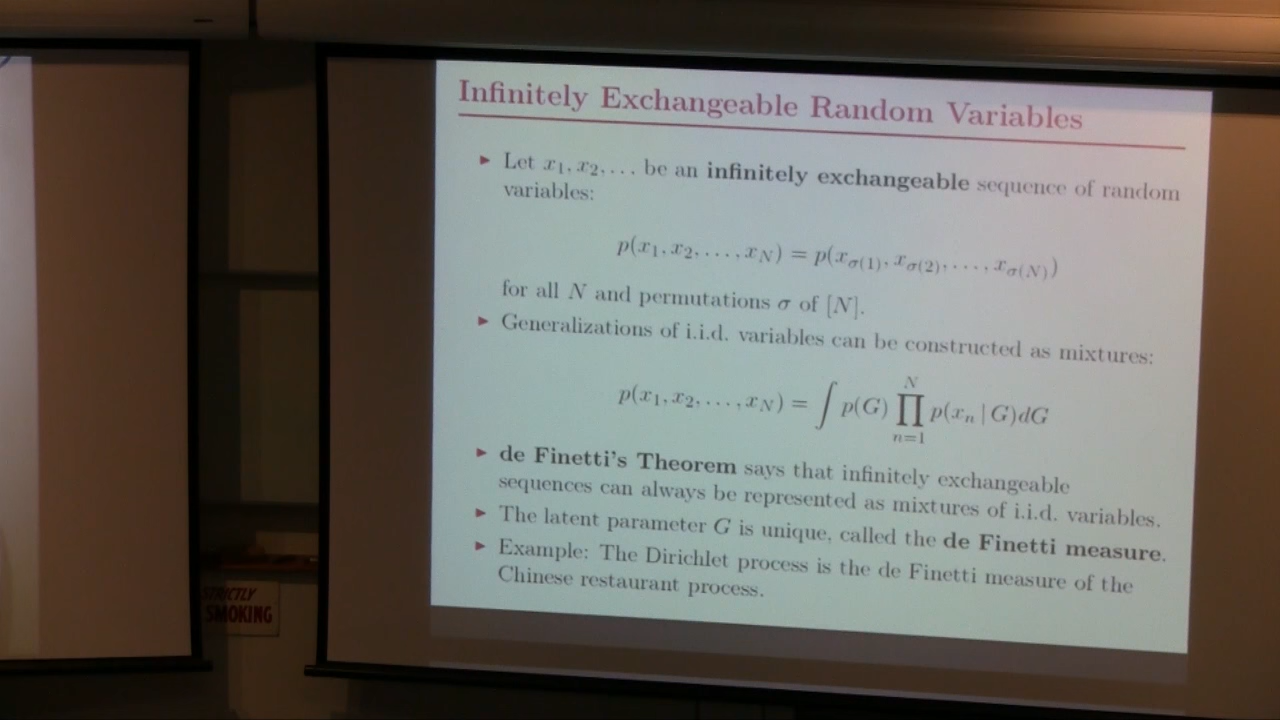 Infinitely Exchangeable Random Variables
▶ Let x₁, x₂, … be an infinitely exchangeable sequence of random
variables:
p(x₁, x₂, …, x_N) = p(x_σ(1), x_σ(2), …, x_σ(N))
for all N and permutations σ of [N].
▶ Generalizations of i.i.d. variables can be constructed as mixtures:
p(x₁, x₂, …, x_N) = ∫ p(G) ∏_{n=1}^{N} p(x_n | G)dG
▶ de Finetti's Theorem says that infinitely exchangeable
sequences can always be represented as mixtures of i.i.d. variables.
▶ The latent parameter G is unique, called the de Finetti measure.
▶ Example: The Dirichlet process is the de Finetti measure of the
Chinese restaurant process.
STRICTLY
SMOKING